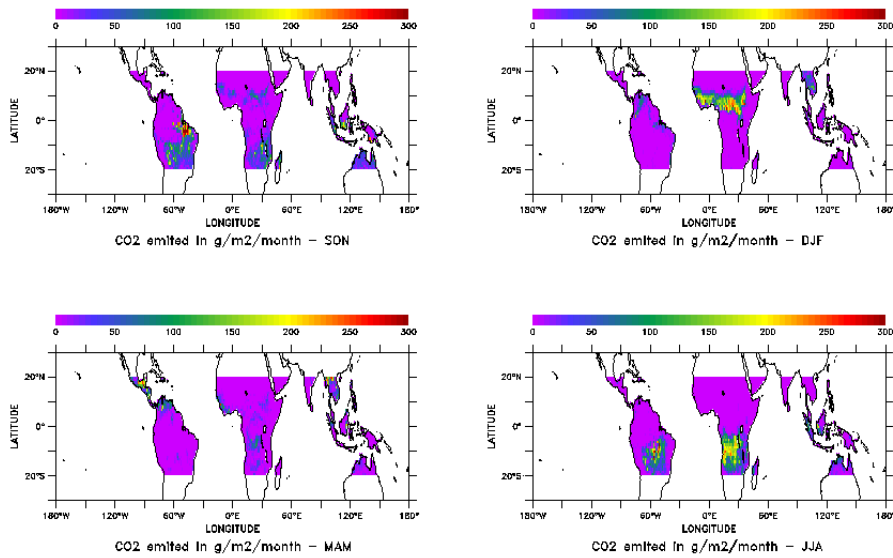 0 50 100 150 200 250 300
20°N
0°
20°S
LATITUDE
180°W 120°W 60°W 0°E 60°E 120°E 180°
LONGITUDE
CO2 emited in g/m2/month - SON
0 50 100 150 200 250 300
20°N
0°
20°S
LATITUDE
180°W 120°W 60°W 0°E 60°E 120°E 180°
LONGITUDE
CO2 emited in g/m2/month - DJF
0 50 100 150 200 250 300
20°N
0°
20°S
LATITUDE
180°W 120°W 60°W 0°E 60°E 120°E 180°
LONGITUDE
CO2 emited in g/m2/month - MAM
0 50 100 150 200 250 300
20°N
0°
20°S
LATITUDE
180°W 120°W 60°W 0°E 60°E 120°E 180°
LONGITUDE
CO2 emited in g/m2/month - JJA